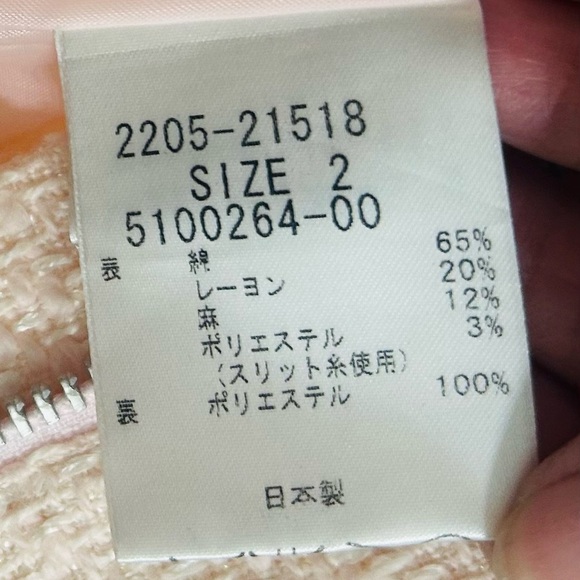 2205-21518
SIZE 2
5100264-00
表 綿 65%
レーヨン 20%
麻 12%
ポリエステル 3%
(スリット糸使用)
裏 ポリエステル 100%
日本製